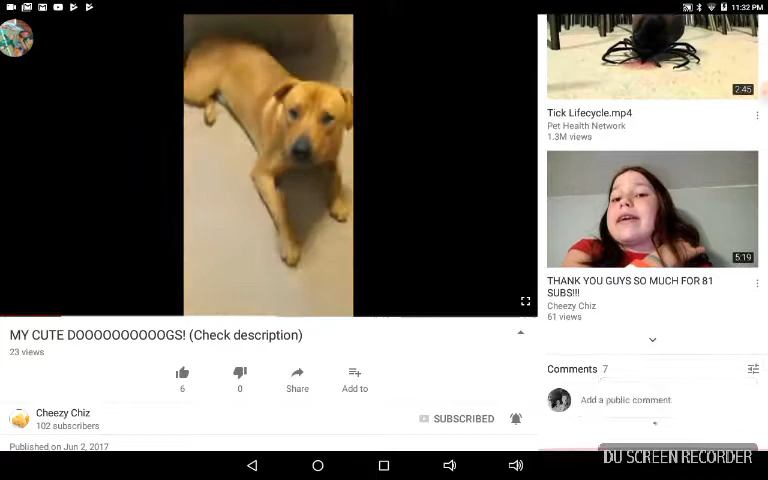 11:32 PM
2:45
Tick Lifecycle.mp4
Pet Health Network
1.3M views
5:19
THANK YOU GUYS SO MUCH FOR 81
SUBS!!!
Cheezy Chiz
61 views
MY CUTE DOOOOOOOOOOGS! (Check description)
23 views
6
0
Share
Add to
Cheezy Chiz
102 subscribers
SUBSCRIBED
Published on Jun 2, 2017
Comments 7
Add a public comment
DU SCREEN RECORDER